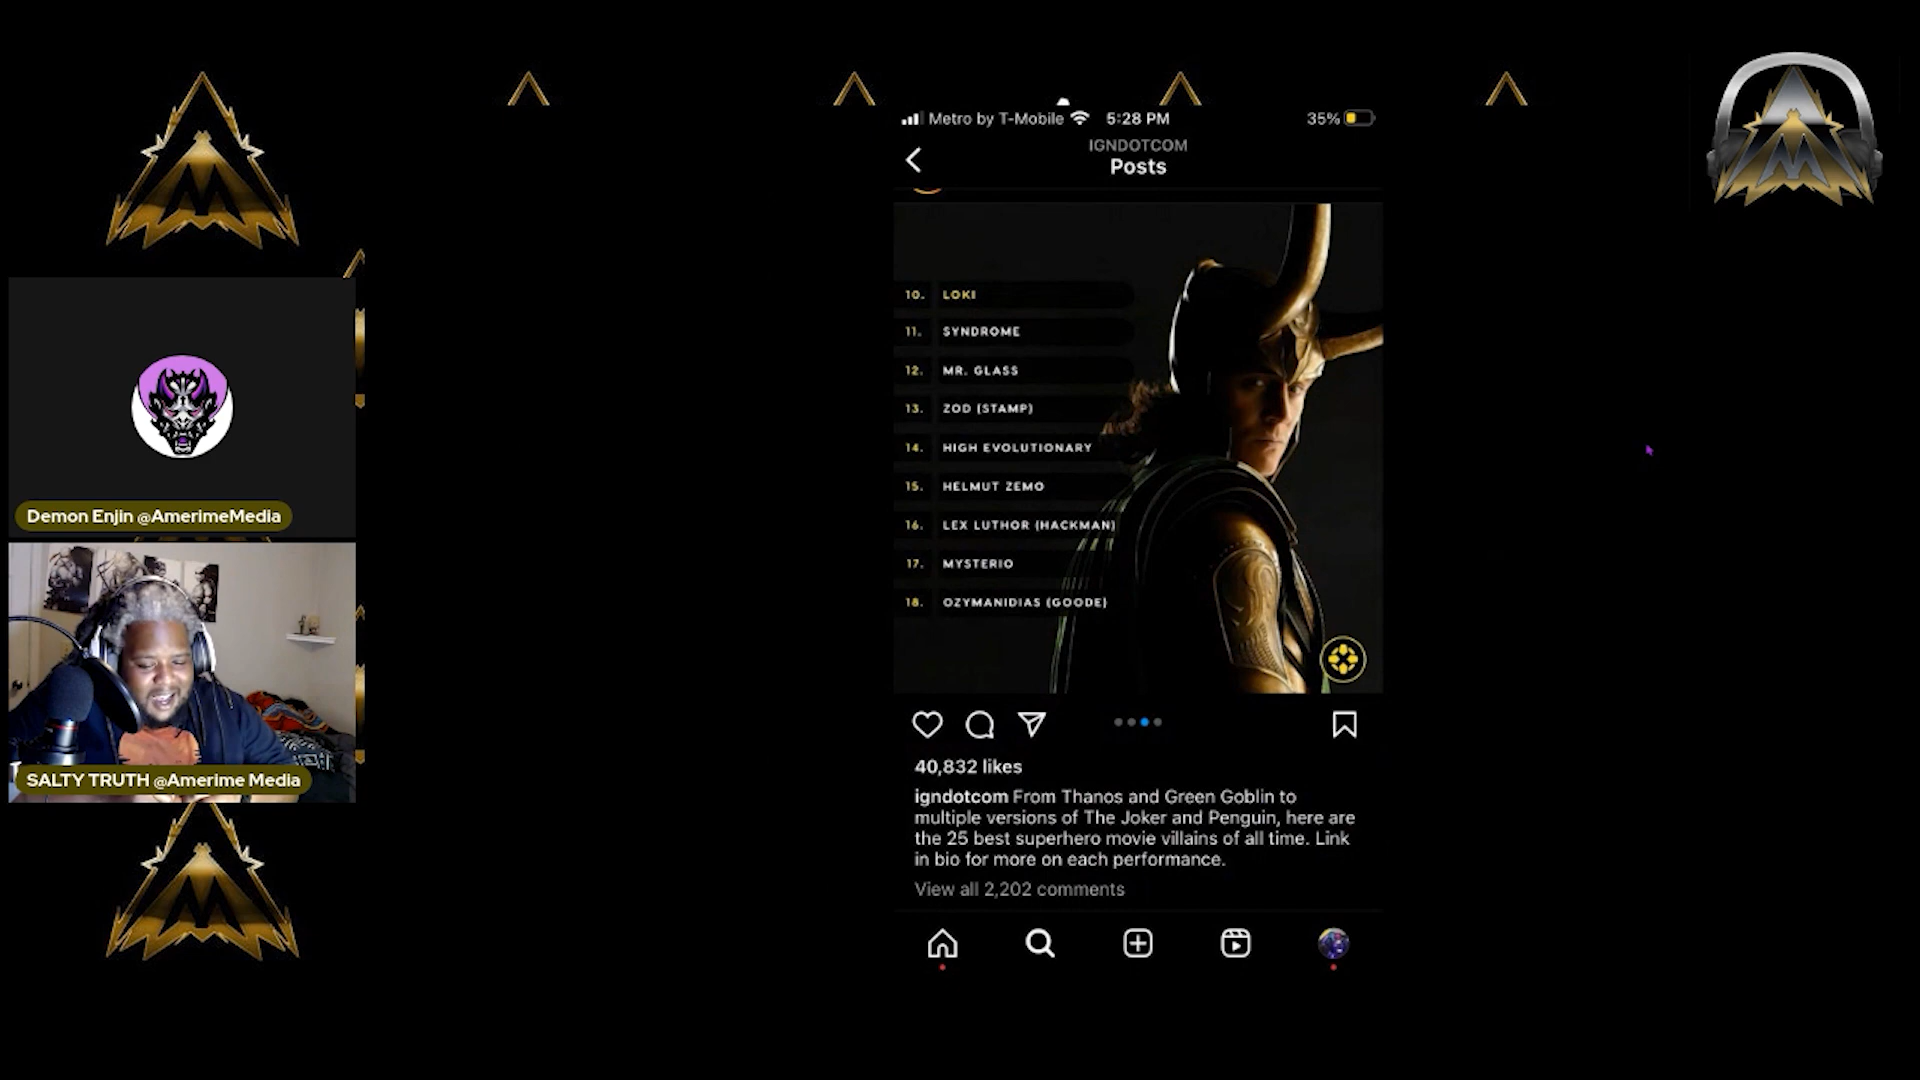 Metro by T-Mobile 5:28 PM 35%
IGNDOTCOM
Posts
10. LOKI
11. SYNDROME
12. MR. GLASS
13. ZOD (STAMP)
14. HIGH EVOLUTIONARY
15. HELMUT ZEMO
16. LEX LUTHOR (HACKMAN)
17. MYSTERIO
18. OZYMANIDIAS (GOODE)
40,832 likes
igndotcom From Thanos and Green Goblin to
multiple versions of The Joker and Penguin, here are
the 25 best superhero movie villains of all time. Link
in bio for more on each performance.
View all 2,202 comments
Demon Enjin @AmerimeMedia
SALTY TRUTH @Amerime Media